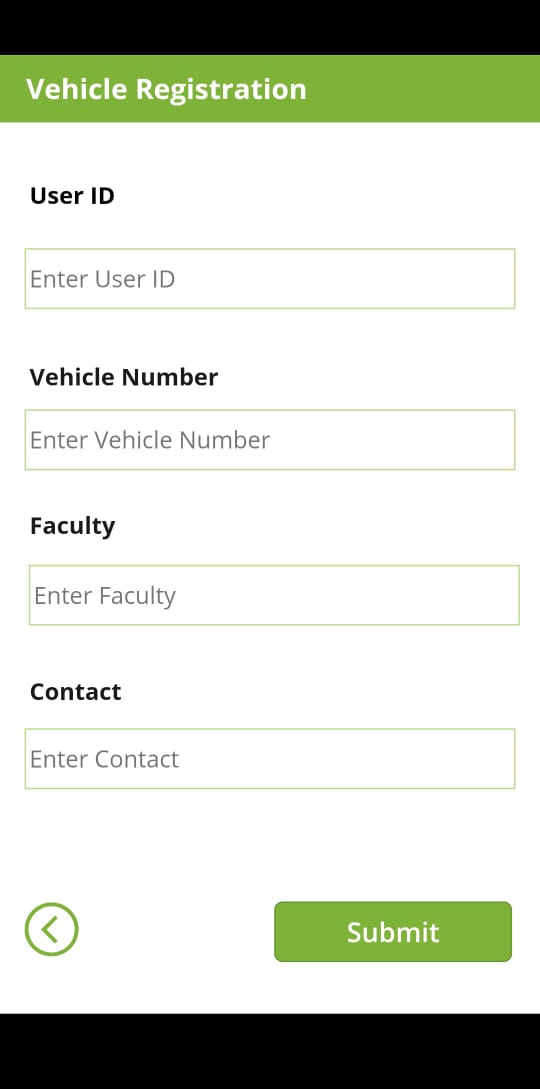 Vehicle Registration
User ID
Enter User ID
Vehicle Number
Enter Vehicle Number
Faculty
Enter Faculty
Contact
Enter Contact
Submit